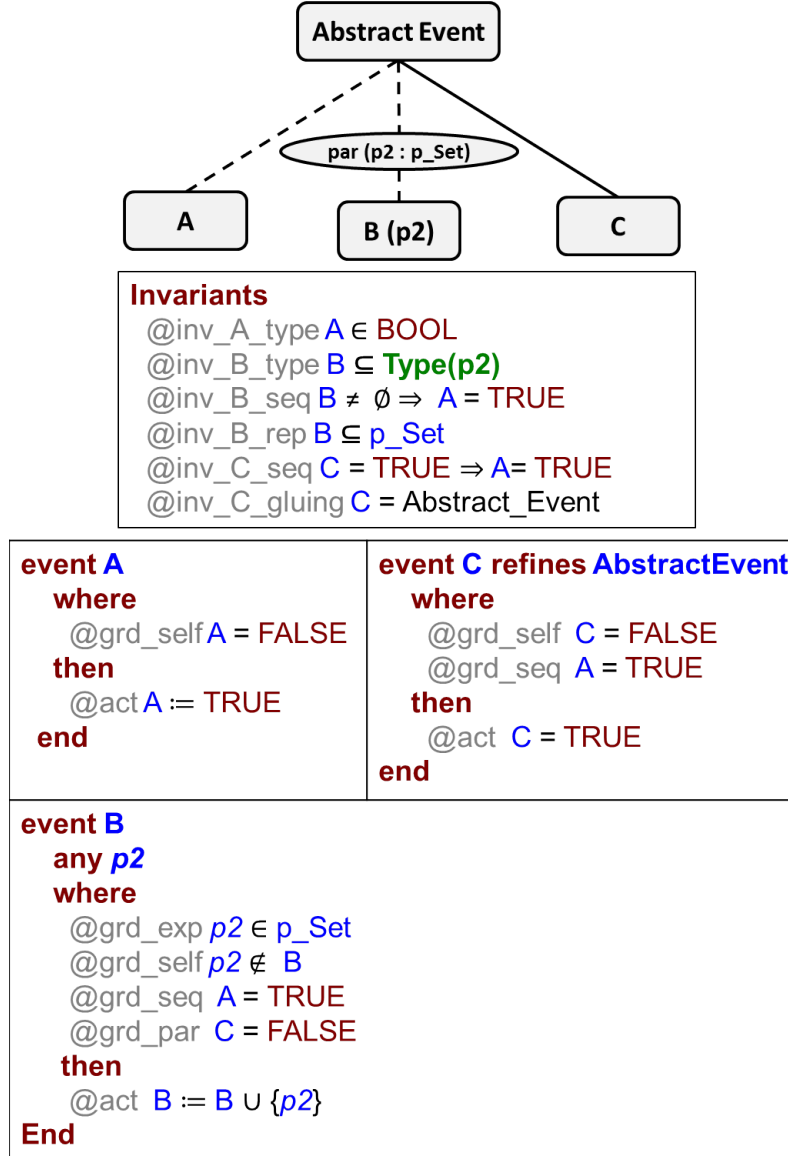 Abstract Event
par (p2 : p_Set)
A
B (p2)
C
Invariants
@inv_A_type A ∈ BOOL
@inv_B_type B ⊆ Type(p2)
@inv_B_seq B ≠ ∅ ⇒ A = TRUE
@inv_B_rep B ⊆ p_Set
@inv_C_seq C = TRUE ⇒ A= TRUE
@inv_C_gluing C = Abstract_Event
event A
where
@grd_self A = FALSE
then
@act A ≔ TRUE
end
event C refines AbstractEvent
where
@grd_self C = FALSE
@grd_seq A = TRUE
then
@act C = TRUE
end
event B
any p2
where
@grd_exp p2 ∈ p_Set
@grd_self p2 ∉ B
@grd_seq A = TRUE
@grd_par C = FALSE
then
@act B ≔ B ∪ {p2}
End